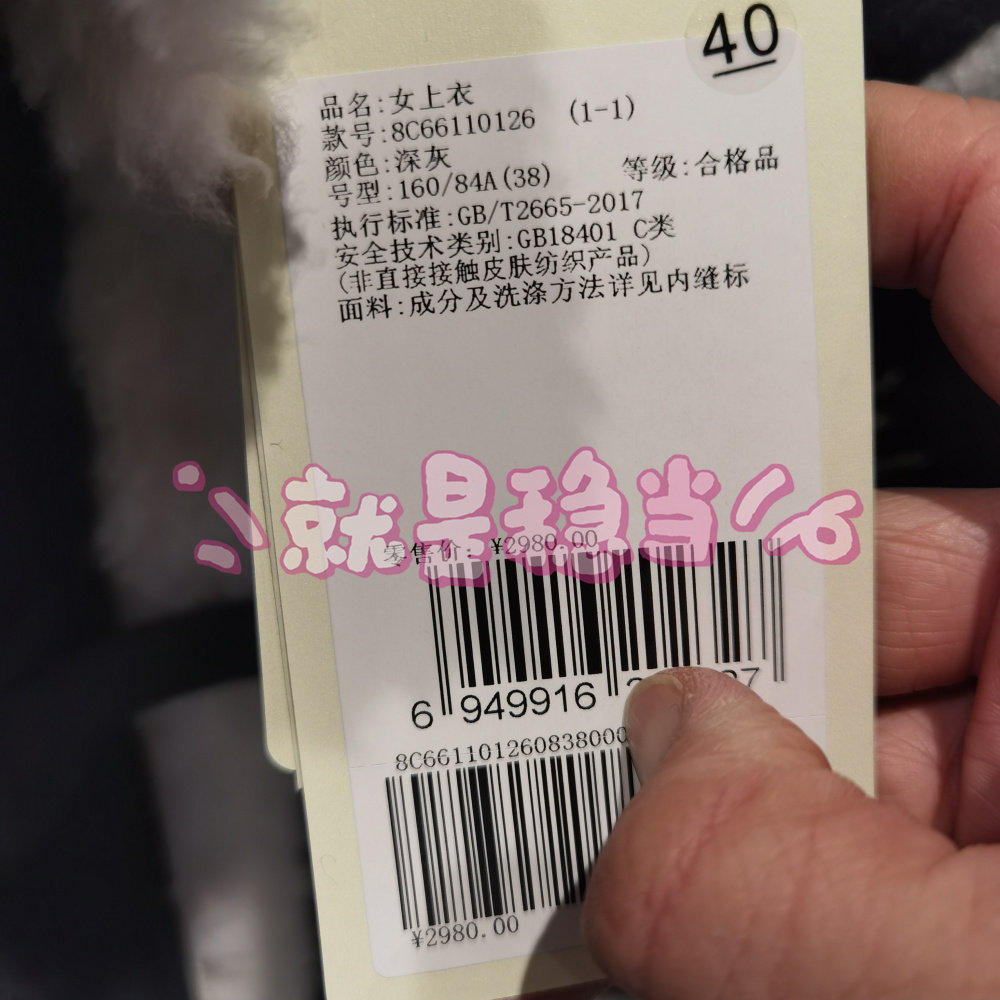 40
品名:女上衣
款号:8C66110126 (1-1)
颜色:深灰
号型:160/84A(38) 等级:合格品
执行标准:GB/T2665-2017
安全技术类别:GB18401 C类
(非直接接触皮肤纺织产品)
面料:成分及洗涤方法详见内缝标
就是稳当
零售价: ¥2980.00
6 949916
8C66110126083800
¥2980.00